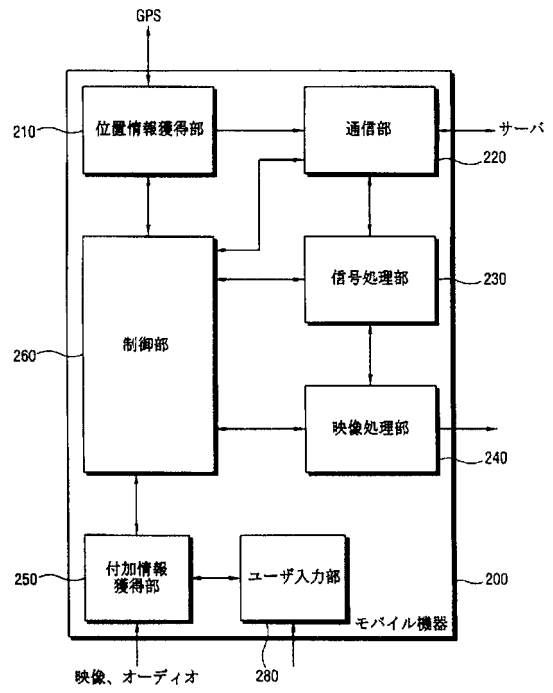 GPS
位置情報獲得部
210
通信部
サーバ
220
信号処理部
230
制御部
260
映像処理部
240
付加情報
獲得部
250
ユーザ入力部
200
モバイル機器
映像、オーディオ
280